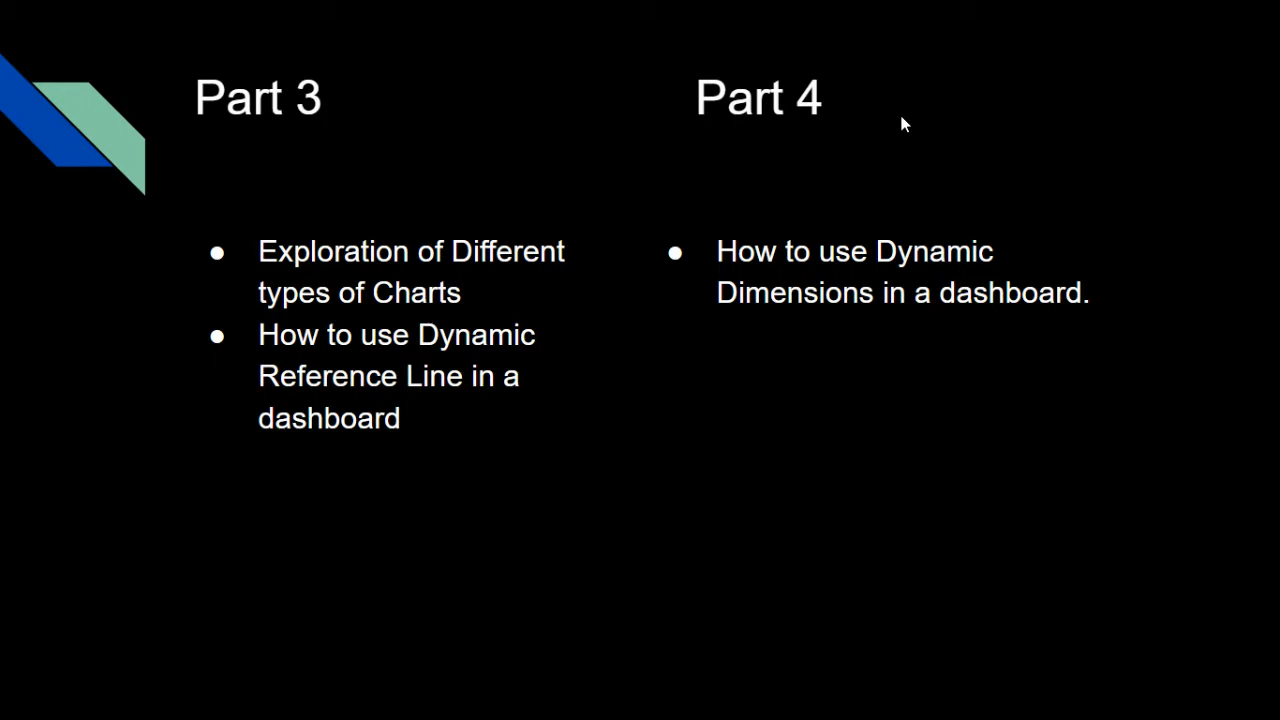 Part 3
● Exploration of Different
types of Charts
● How to use Dynamic
Reference Line in a
dashboard
Part 4
● How to use Dynamic
Dimensions in a dashboard.